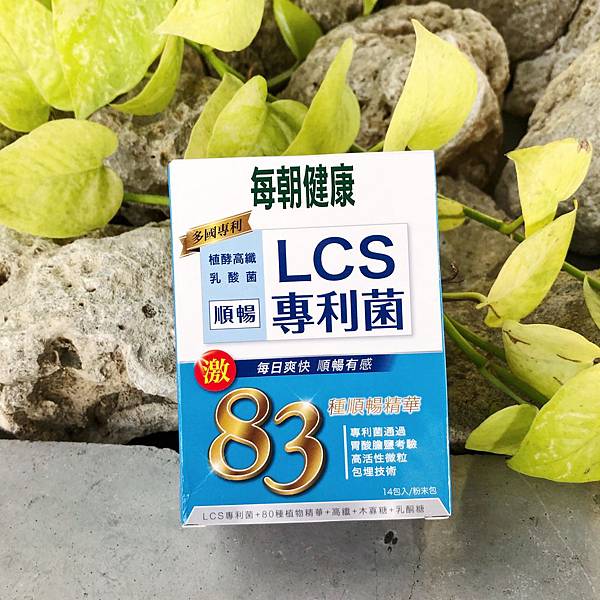 每朝健康
多國專利
植酵高纖
乳酸菌
順暢
LCS
專利菌
每日爽快 順暢有感
激
83
種順暢精華
專利菌通過
胃酸膽鹽考驗
高活性微粒
包埋技術
14包入/粉末包
LCS專利菌+80種植物精華+高纖+木寡糖+乳酮糖